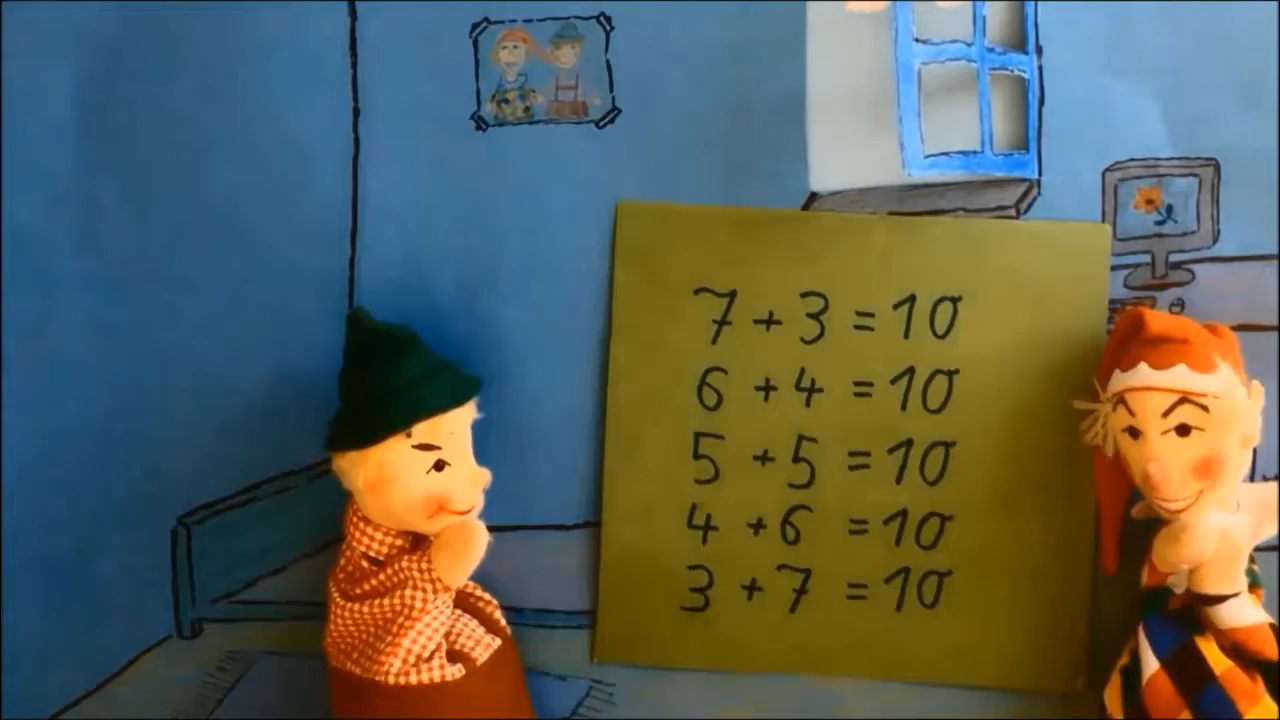 7 + 3 = 10
6 + 4 = 10
5 + 5 = 10
4 + 6 = 10
3 + 7 = 10